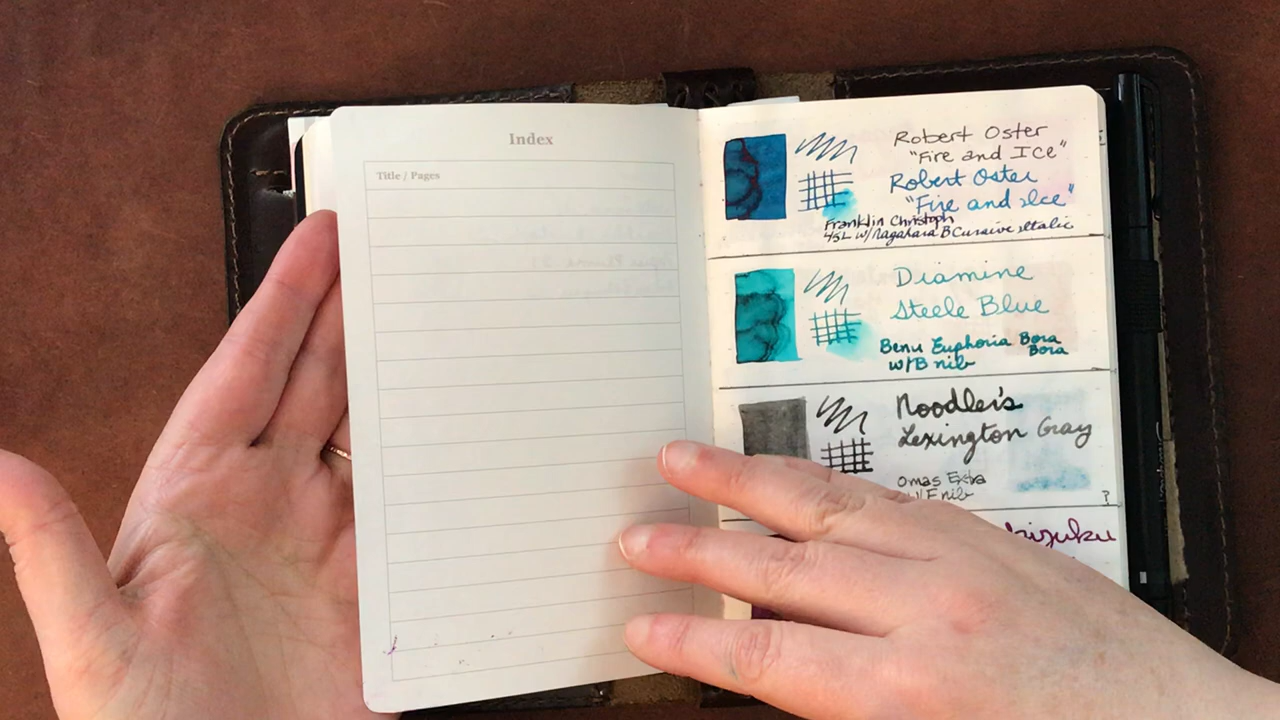 Index
Title / Pages
Robert Oster
"Fire and Ice"
Robert Oster
"Fire and Ice"
Franklin Christoph
45L w/Nagahara B Cursive Italic
Diamine
Steele Blue
Benu Euphoria Bora
Bora
w/B nib
Noodler's
Lexington Gray
Omas Extra
w/ F nib